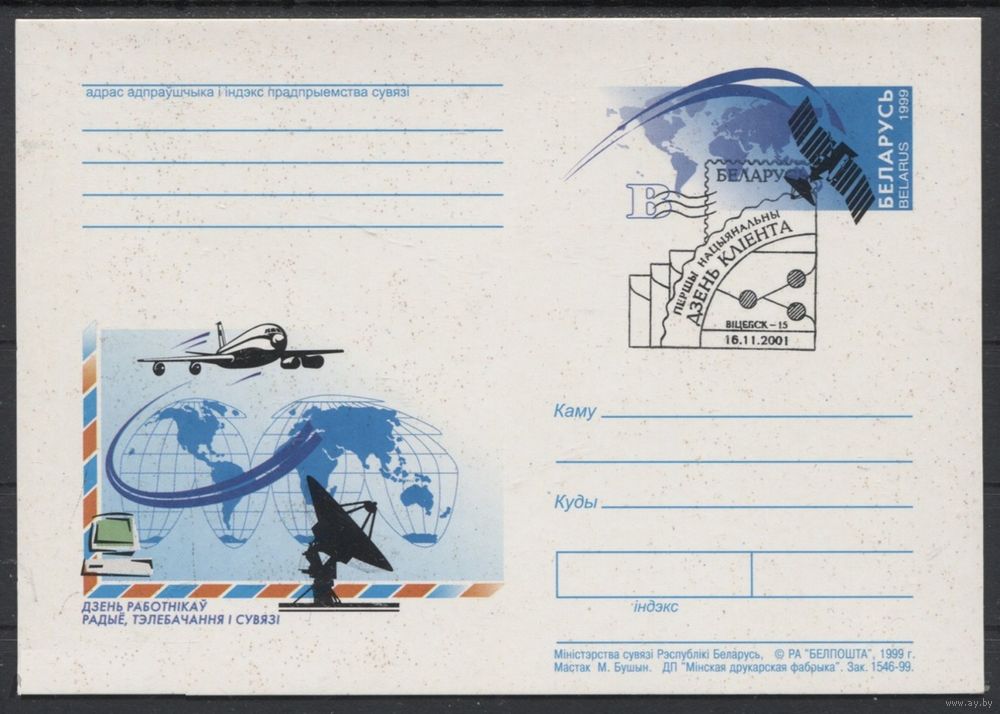 адрас адпраўшчыка і індэкс прадпрыемства сувязі
БЕЛАРУСЬ
BELARUS 1999
БЕЛАРУСЬ
B
ПЕРШЫ НАЦЫЯНАЛЬНЫ
ДЗЕНЬ КЛІЕНТА
ВІЦЕБСК – 15
16.11.2001
Каму
Куды
індэкс
ДЗЕНЬ РАБОТНІКАЎ
РАДЫЁ, ТЭЛЕБАЧАННЯ І СУВЯЗІ
Міністэрства сувязі Рэспублікі Беларусь, © РА "БЕЛПОШТА", 1999 г.
Мастак М. Бушын. ДП "Мінская друкарская фабрыка". Зак. 1546-99.
www.ay.by